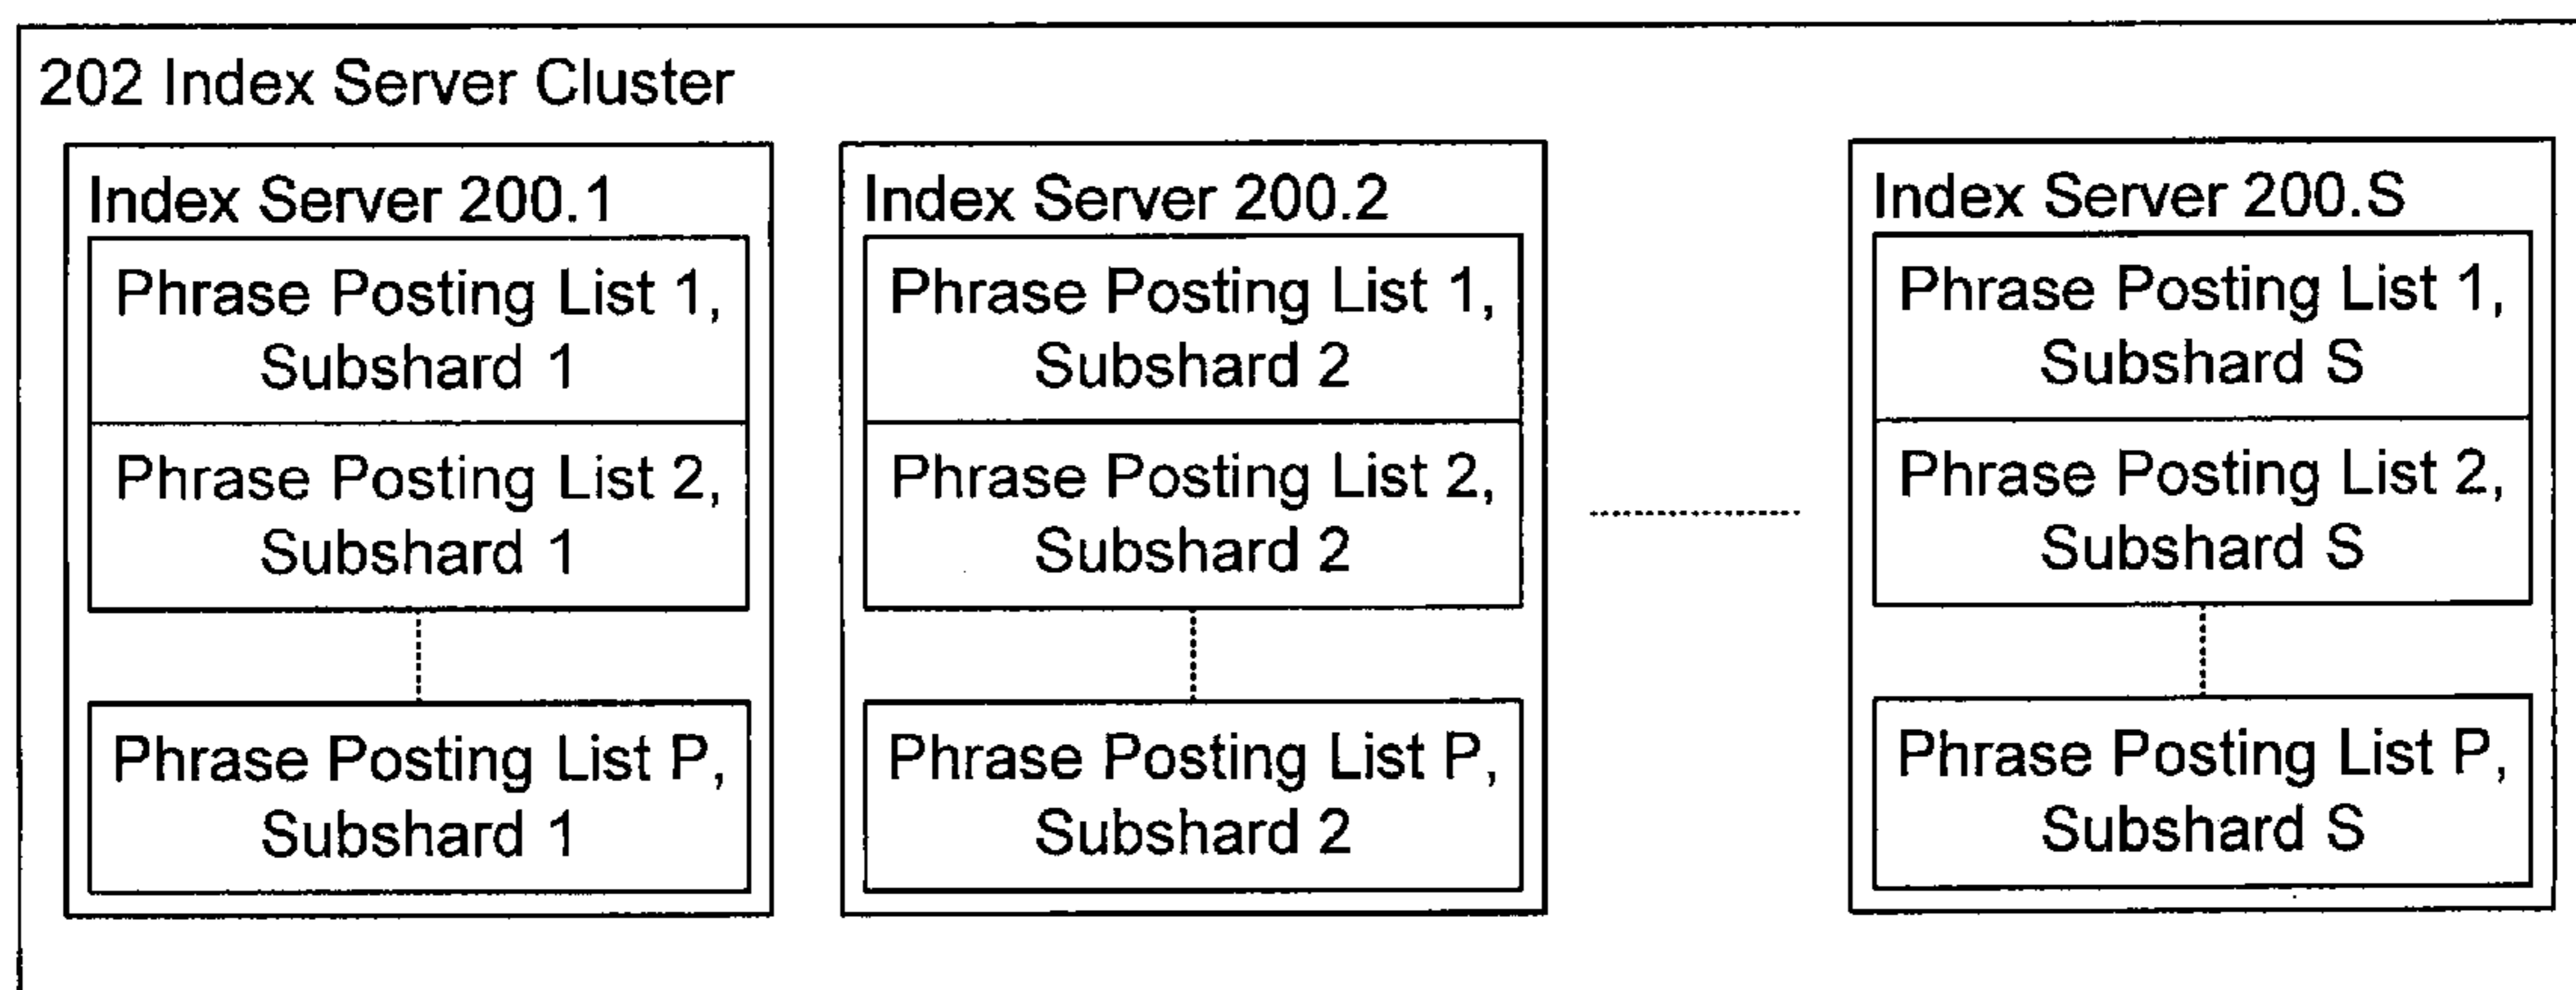 202 Index Server Cluster
Index Server 200.1
Phrase Posting List 1,
Subshard 1
Phrase Posting List 2,
Subshard 1
Phrase Posting List P,
Subshard 1
Index Server 200.2
Phrase Posting List 1,
Subshard 2
Phrase Posting List 2,
Subshard 2
Phrase Posting List P,
Subshard 2
Index Server 200.S
Phrase Posting List 1,
Subshard S
Phrase Posting List 2,
Subshard S
Phrase Posting List P,
Subshard S